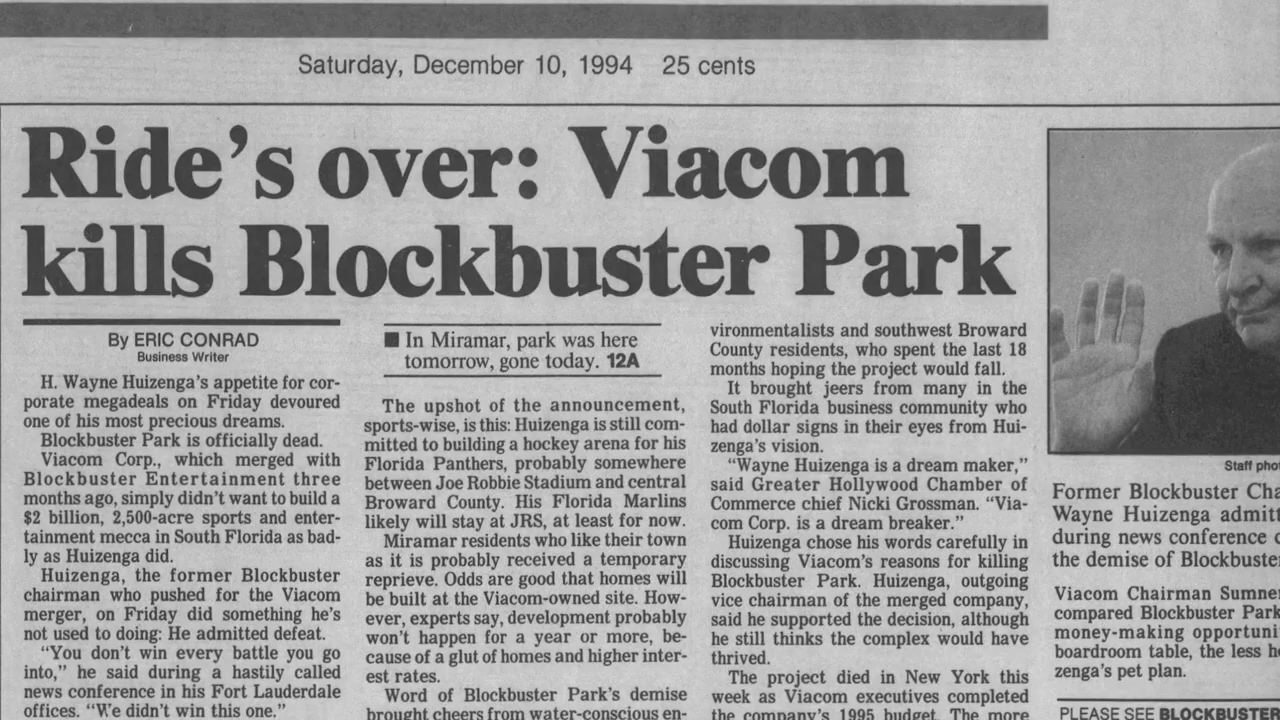 Saturday, December 10, 1994 25 cents
Ride's over: Viacom
kills Blockbuster Park
By ERIC CONRAD
Business Writer
H. Wayne Huizenga's appetite for cor-
porate megadeals on Friday devoured
one of his most precious dreams.
Blockbuster Park is officially dead.
Viacom Corp., which merged with
Blockbuster Entertainment three
months ago, simply didn't want to build a
$2 billion, 2,500-acre sports and enter-
tainment mecca in South Florida as bad-
ly as Huizenga did.
Huizenga, the former Blockbuster
chairman who pushed for the Viacom
merger, on Friday did something he's
not used to doing: He admitted defeat.
"You don't win every battle you go
into," he said during a hastily called
news conference in his Fort Lauderdale
offices. "We didn't win this one."
■ In Miramar, park was here
tomorrow, gone today. 12A
The upshot of the announcement,
sports-wise, is this: Huizenga is still com-
mitted to building a hockey arena for his
Florida Panthers, probably somewhere
between Joe Robbie Stadium and central
Broward County. His Florida Marlins
likely will stay at JRS, at least for now.
Miramar residents who like their town
as it is probably received a temporary
reprieve. Odds are good that homes will
be built at the Viacom-owned site. How-
ever, experts say, development probably
won't happen for a year or more, be-
cause of a glut of homes and higher inter-
est rates.
Word of Blockbuster Park's demise
brought cheers from water-conscious en-
vironmentalists and southwest Broward
County residents, who spent the last 18
months hoping the project would fall.
It brought jeers from many in the
South Florida business community who
had dollar signs in their eyes from Hui-
zenga's vision.
"Wayne Huizenga is a dream maker,"
said Greater Hollywood Chamber of
Commerce chief Nicki Grossman. "Via-
com Corp. is a dream breaker."
Huizenga chose his words carefully in
discussing Viacom's reasons for killing
Blockbuster Park. Huizenga, outgoing
vice chairman of the merged company,
said he supported the decision, although
he still thinks the complex would have
thrived.
The project died in New York this
week as Viacom executives completed
the company's 1995 budget. The more
Staff pho
Former Blockbuster Cha
Wayne Huizenga admitt
during news conference
the demise of Blockbuste
Viacom Chairman Sumne
compared Blockbuster Park
money-making opportuni
boardroom table, the less h
zenga's pet plan.
PLEASE SEE BLOCKBUSTER